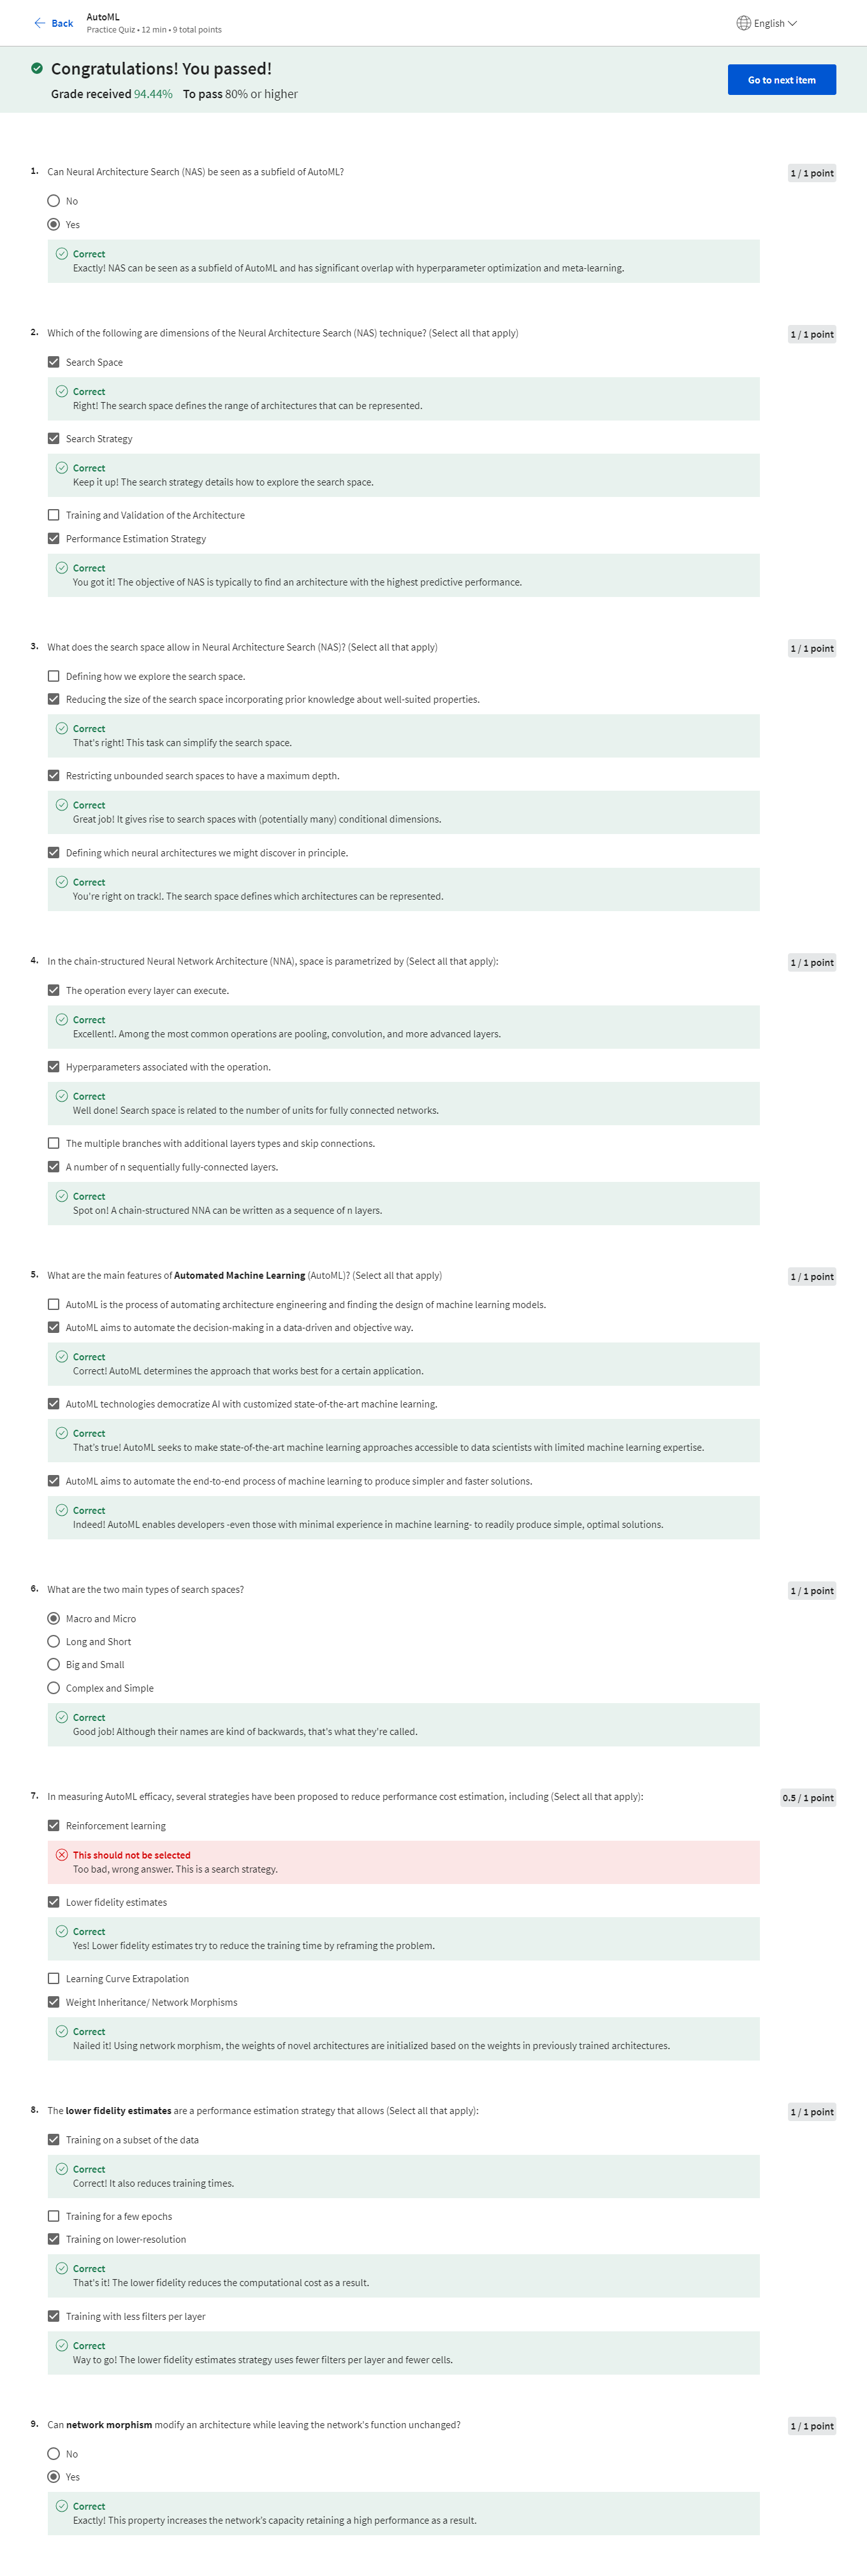 Back
AutoML
Practice Quiz • 12 min • 9 total points
English
Congratulations! You passed!
Grade received 94.44% To pass 80% or higher
Go to next item
1. Can Neural Architecture Search (NAS) be seen as a subfield of AutoML?
1 / 1 point
No
Yes
Correct
Exactly! NAS can be seen as a subfield of AutoML and has significant overlap with hyperparameter optimization and meta-learning.
2. Which of the following are dimensions of the Neural Architecture Search (NAS) technique? (Select all that apply)
1 / 1 point
Search Space
Correct
Right! The search space defines the range of architectures that can be represented.
Search Strategy
Correct
Keep it up! The search strategy details how to explore the search space.
Training and Validation of the Architecture
Performance Estimation Strategy
Correct
You got it! The objective of NAS is typically to find an architecture with the highest predictive performance.
3. What does the search space allow in Neural Architecture Search (NAS)? (Select all that apply)
1 / 1 point
Defining how we explore the search space.
Reducing the size of the search space incorporating prior knowledge about well-suited properties.
Correct
That's right! This task can simplify the search space.
Restricting unbounded search spaces to have a maximum depth.
Correct
Great job! It gives rise to search spaces with (potentially many) conditional dimensions.
Defining which neural architectures we might discover in principle.
Correct
You're right on track!. The search space defines which architectures can be represented.
4. In the chain-structured Neural Network Architecture (NNA), space is parametrized by (Select all that apply):
1 / 1 point
The operation every layer can execute.
Correct
Excellent!. Among the most common operations are pooling, convolution, and more advanced layers.
Hyperparameters associated with the operation.
Correct
Well done! Search space is related to the number of units for fully connected networks.
The multiple branches with additional layers types and skip connections.
A number of n sequentially fully-connected layers.
Correct
Spot on! A chain-structured NNA can be written as a sequence of n layers.
5. What are the main features of Automated Machine Learning (AutoML)? (Select all that apply)
1 / 1 point
AutoML is the process of automating architecture engineering and finding the design of machine learning models.
AutoML aims to automate the decision-making in a data-driven and objective way.
Correct
Correct! AutoML determines the approach that works best for a certain application.
AutoML technologies democratize AI with customized state-of-the-art machine learning.
Correct
That's true! AutoML seeks to make state-of-the-art machine learning approaches accessible to data scientists with limited machine learning expertise.
AutoML aims to automate the end-to-end process of machine learning to produce simpler and faster solutions.
Correct
Indeed! AutoML enables developers -even those with minimal experience in machine learning- to readily produce simple, optimal solutions.
6. What are the two main types of search spaces?
1 / 1 point
Macro and Micro
Long and Short
Big and Small
Complex and Simple
Correct
Good job! Although their names are kind of backwards, that's what they're called.
7. In measuring AutoML efficacy, several strategies have been proposed to reduce performance cost estimation, including (Select all that apply):
0.5 / 1 point
Reinforcement learning
This should not be selected
Too bad, wrong answer. This is a search strategy.
Lower fidelity estimates
Correct
Yes! Lower fidelity estimates try to reduce the training time by reframing the problem.
Learning Curve Extrapolation
Weight Inheritance/ Network Morphisms
Correct
Nailed it! Using network morphism, the weights of novel architectures are initialized based on the weights in previously trained architectures.
8. The lower fidelity estimates are a performance estimation strategy that allows (Select all that apply):
1 / 1 point
Training on a subset of the data
Correct
Correct! It also reduces training times.
Training for a few epochs
Training on lower-resolution
Correct
That's it! The lower fidelity reduces the computational cost as a result.
Training with less filters per layer
Correct
Way to go! The lower fidelity estimates strategy uses fewer filters per layer and fewer cells.
9. Can network morphism modify an architecture while leaving the network's function unchanged?
1 / 1 point
No
Yes
Correct
Exactly! This property increases the network's capacity retaining a high performance as a result.